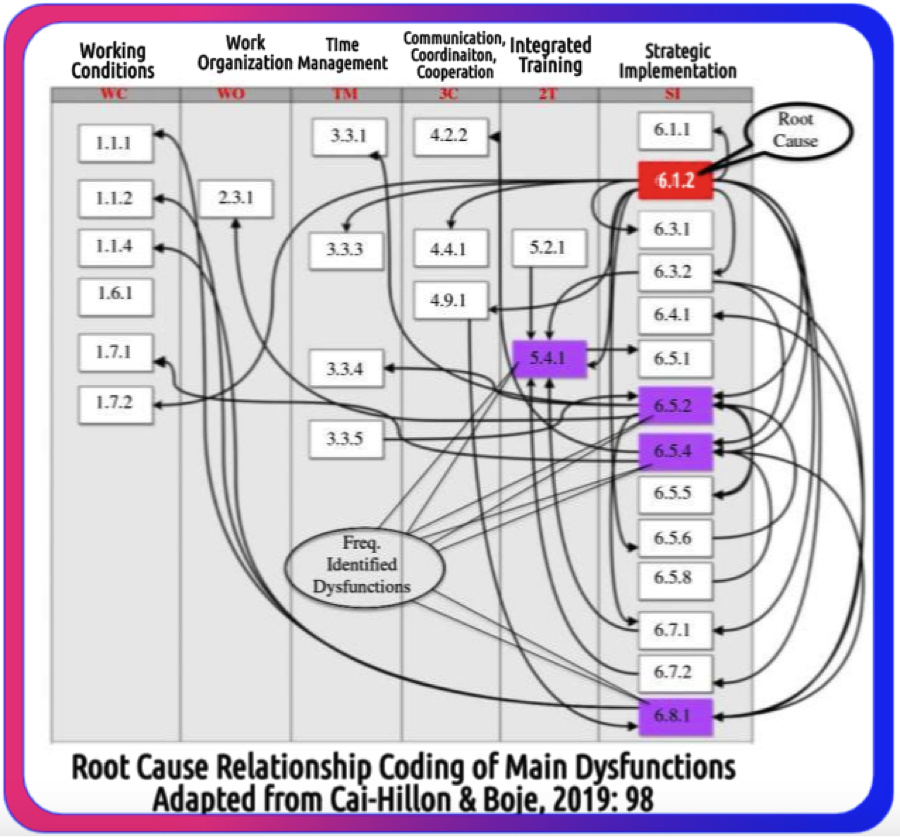 Working
Conditions
Work
Organization
TIme
Management
Communication,
Coordinaiton,
Cooperation
Integrated
Training
Strategic
Implementation
WC
WO
TM
3C
2T
SI
1.1.1
1.1.2
1.1.4
1.6.1
1.7.1
1.7.2
2.3.1
3.3.1
3.3.3
3.3.4
3.3.5
4.2.2
4.4.1
4.9.1
5.2.1
5.4.1
6.1.1
6.1.2
6.3.1
6.3.2
6.4.1
6.5.1
6.5.2
6.5.4
6.5.5
6.5.6
6.5.8
6.7.1
6.7.2
6.8.1
Root
Cause
Freq.
Identified
Dysfunctions
Root Cause Relationship Coding of Main Dysfunctions
Adapted from Cai-Hillon & Boje, 2019: 98